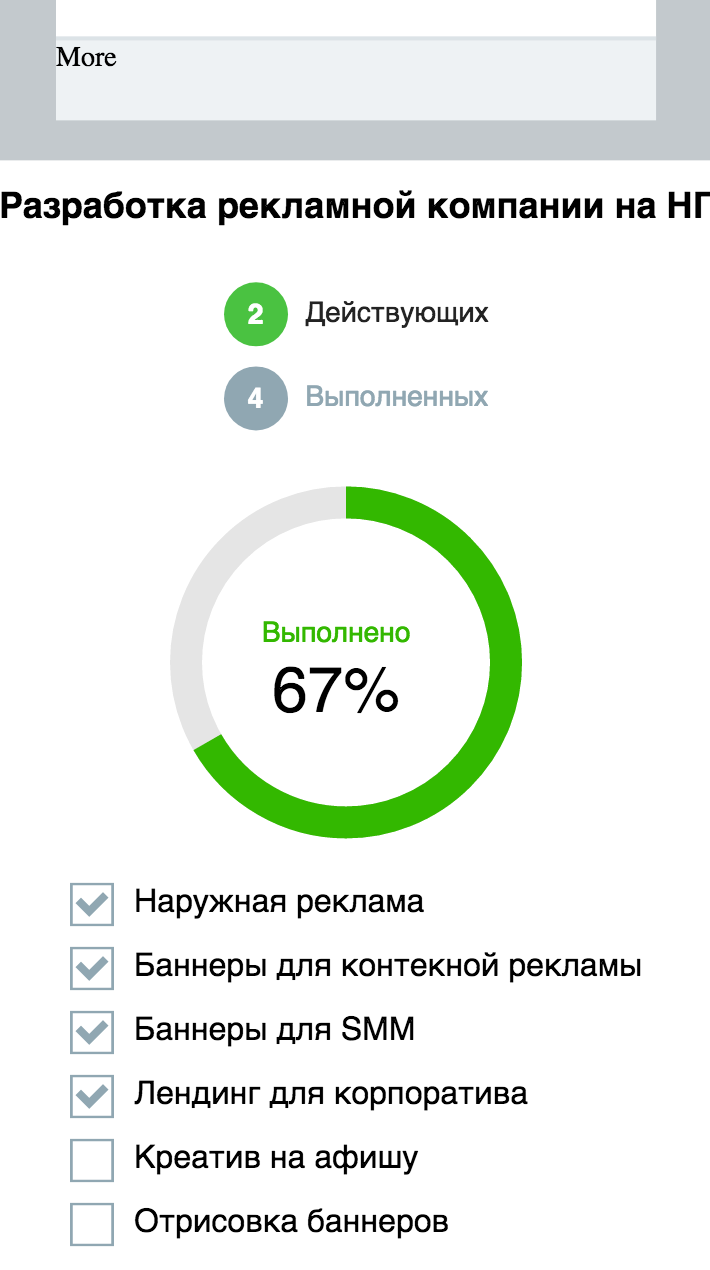 More
Разработка рекламной компании на НГ
2 Действующих
4 Выполненных
Выполнено
67%
Наружная реклама
Баннеры для контекной рекламы
Баннеры для SMM
Лендинг для корпоратива
Креатив на афишу
Отрисовка баннеров